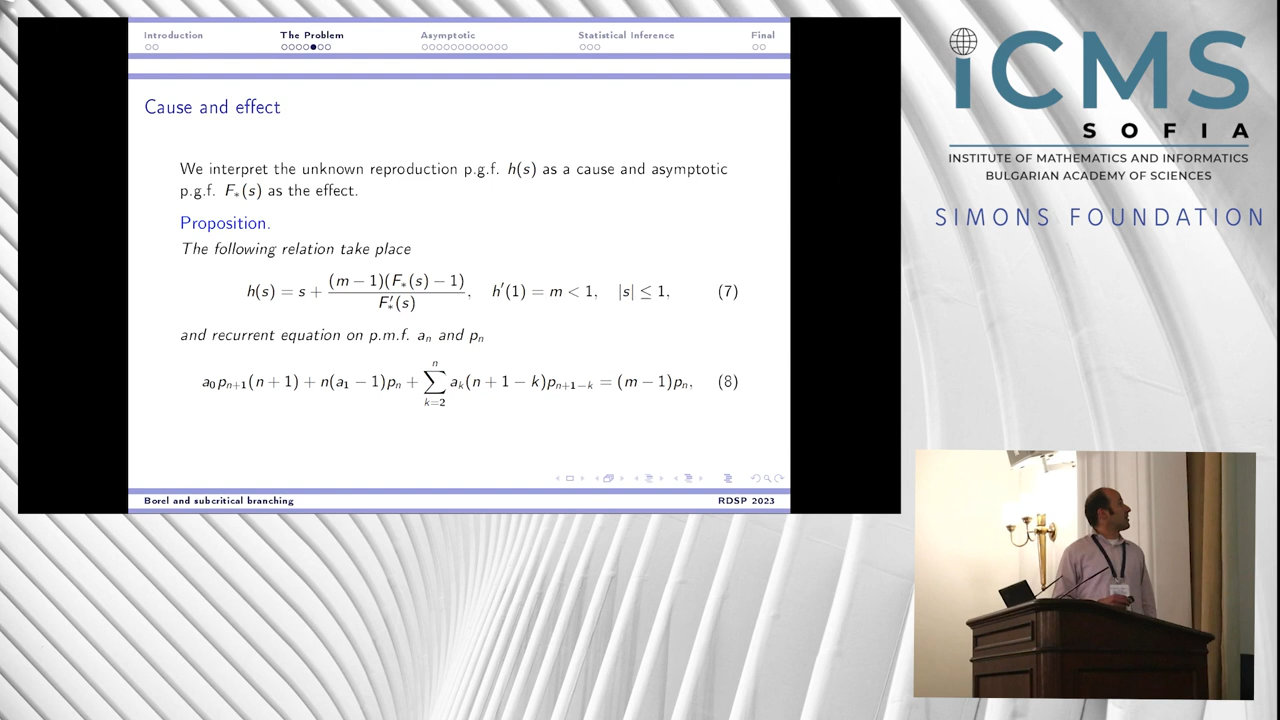 Introduction The Problem Asymptotic Statistical Inference Final
Cause and effect
We interpret the unknown reproduction p.g.f. h(s) as a cause and asymptotic
p.g.f. F∗(s) as the effect.
Proposition.
The following relation take place
h(s) = s + (m − 1)(F∗(s) − 1) / F∗′(s), h′(1) = m < 1, |s| ≤ 1, (7)
and recurrent equation on p.m.f. aₙ and pₙ
a₀pₙ₊₁(n + 1) + n(a₁ − 1)pₙ + ∑ₖ₌₂ⁿ aₖ(n + 1 − k)pₙ₊₁₋ₖ = (m − 1)pₙ, (8)
Borel and subcritical branching RDSP 2023
iCMS
SOFIA
INSTITUTE OF MATHEMATICS AND INFORMATICS
BULGARIAN ACADEMY OF SCIENCES
SIMONS FOUNDATION